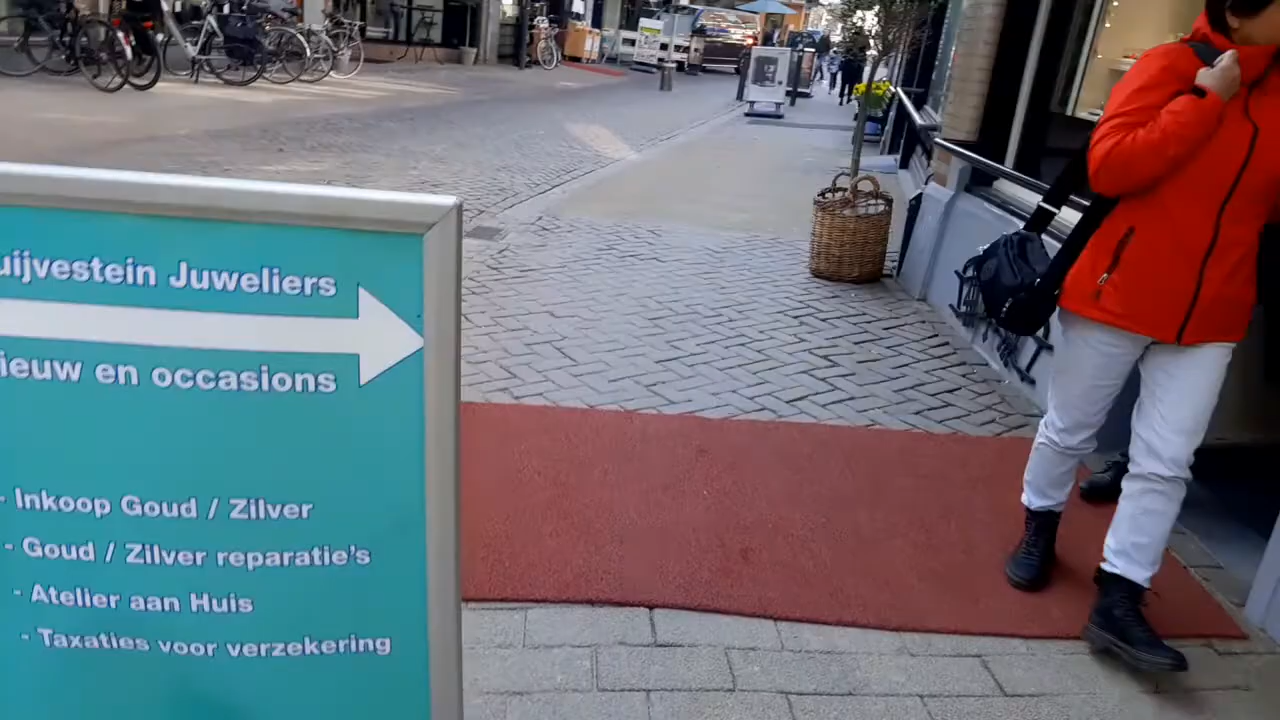 uijvestein Juweliers
ieuw en occasions
- Inkoop Goud / Zilver
- Goud / Zilver reparatie's
- Atelier aan Huis
- Taxaties voor verzekering